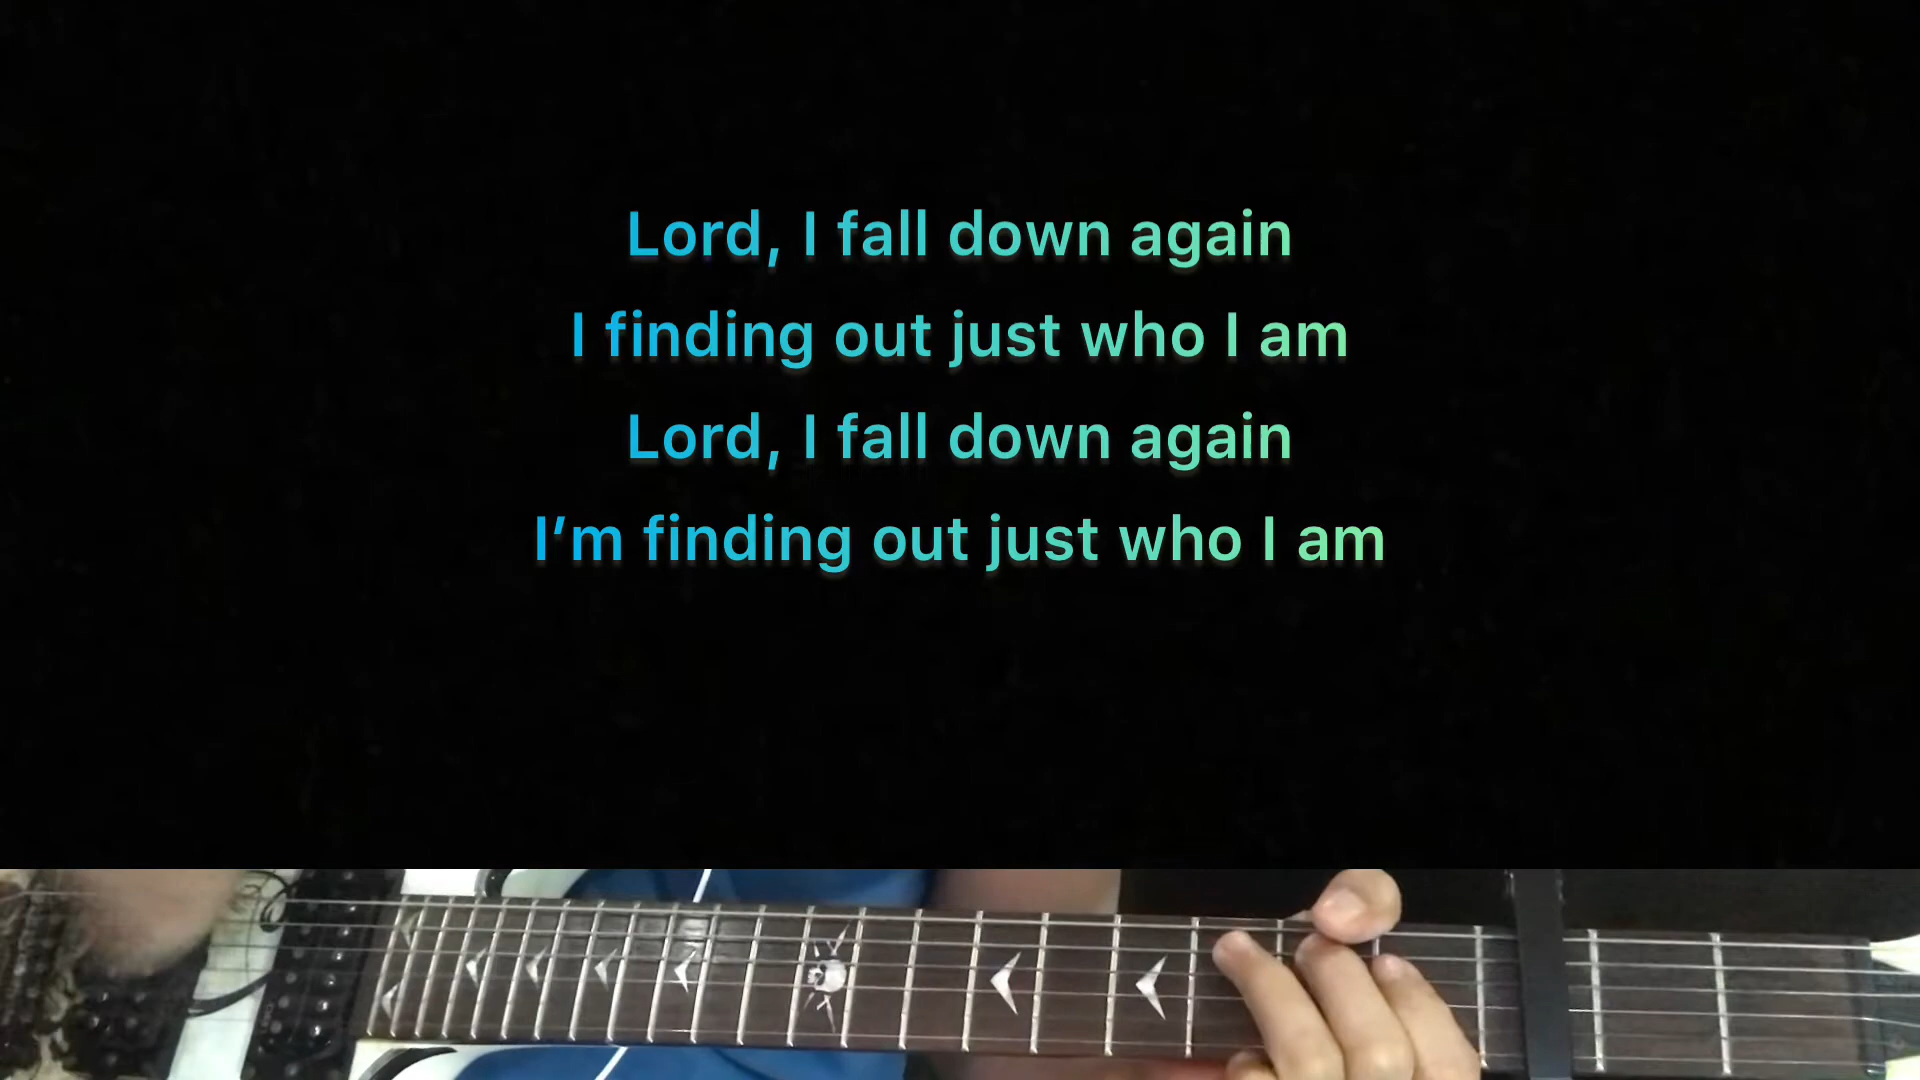 Lord, I fall down again
I finding out just who I am
Lord, I fall down again
I’m finding out just who I am